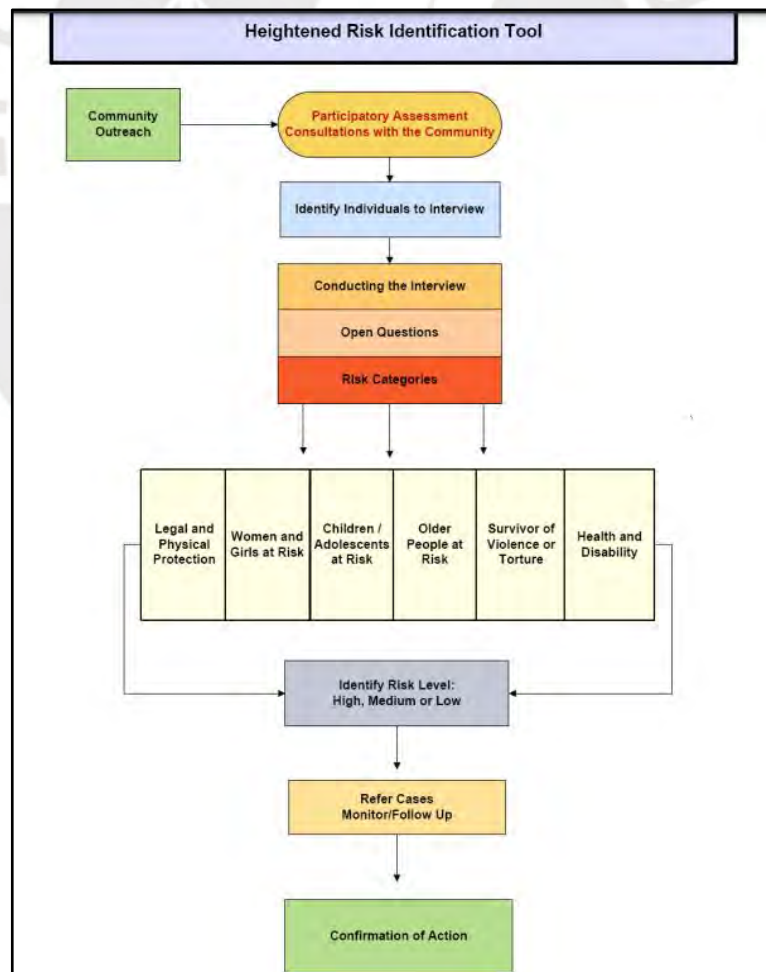 Heightened Risk Identification Tool
Community
Outreach
Participatory Assessment
Consultations with the Community
Identify Individuals to Interview
Conducting the Interview
Open Questions
Risk Categories
Legal and
Physical
Protection
Women and
Girls at Risk
Children /
Adolescents
at Risk
Older
People at
Risk
Survivor of
Violence or
Torture
Health and
Disability
Identify Risk Level:
High, Medium or Low
Refer Cases
Monitor/Follow Up
Confirmation of Action